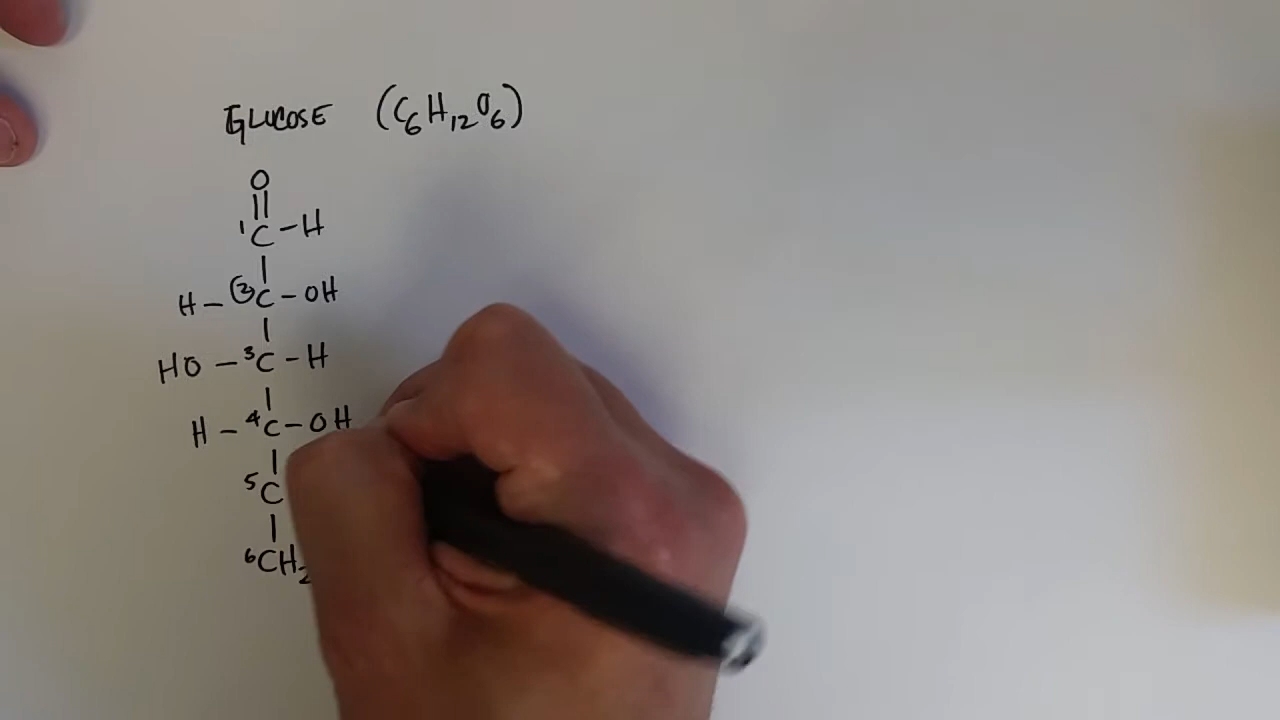 GLUCOSE (C6H12O6)
O
||
1C-H
|
H-2C-OH
|
HO-3C-H
|
H-4C-OH
|
5C
|
6CH2